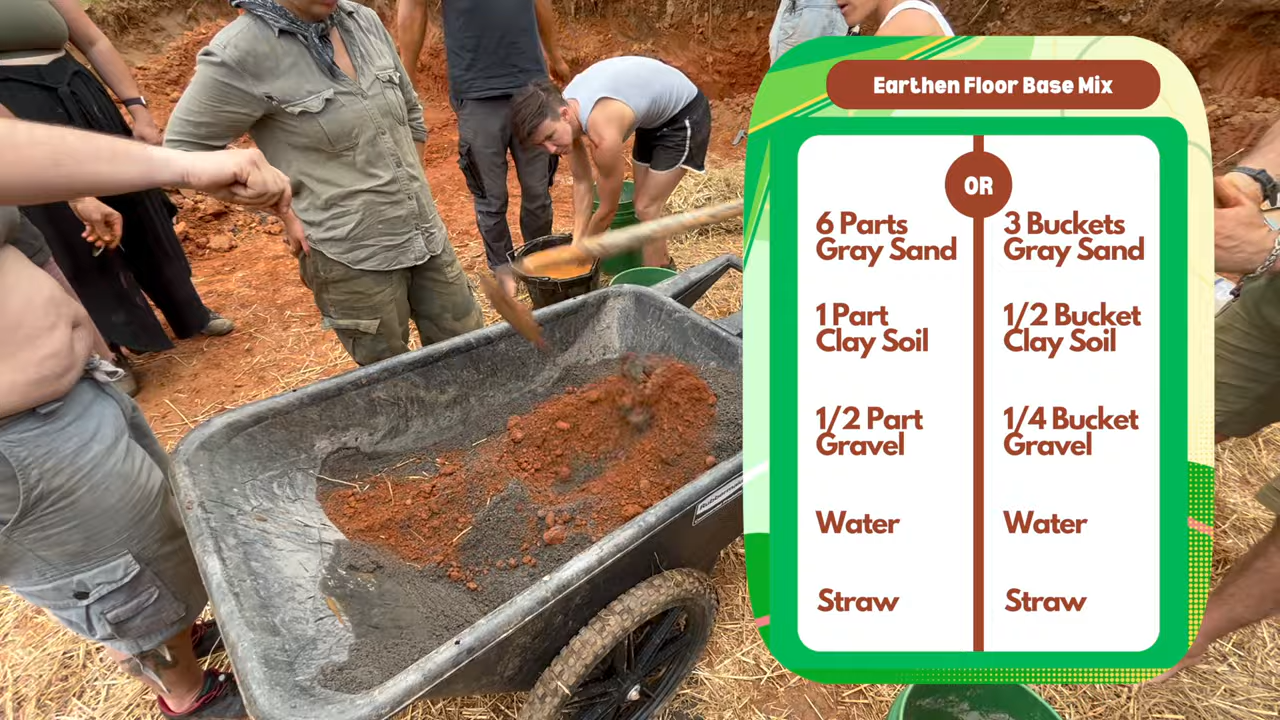 Earthen Floor Base Mix
OR
6 Parts
Gray Sand
1 Part
Clay Soil
1/2 Part
Gravel
Water
Straw
3 Buckets
Gray Sand
1/2 Bucket
Clay Soil
1/4 Bucket
Gravel
Water
Straw